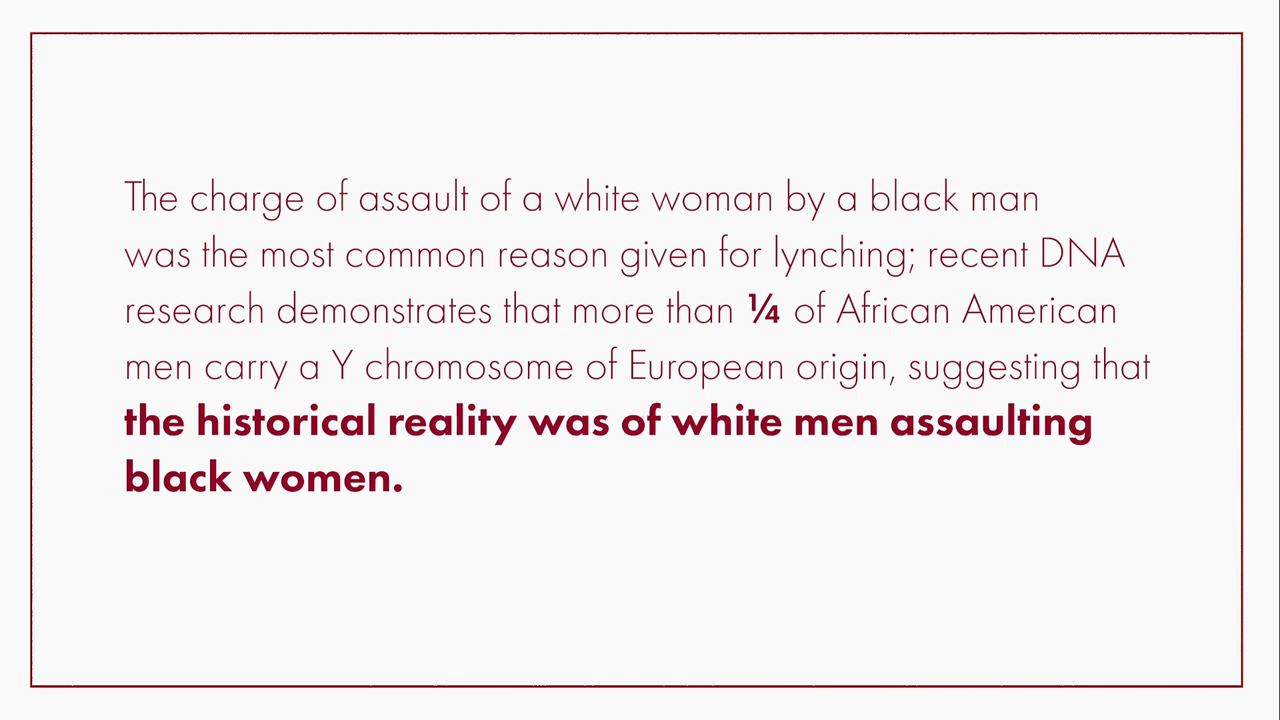 The charge of assault of a white woman by a black man
was the most common reason given for lynching; recent DNA
research demonstrates that more than ¼ of African American
men carry a Y chromosome of European origin, suggesting that
the historical reality was of white men assaulting
black women.